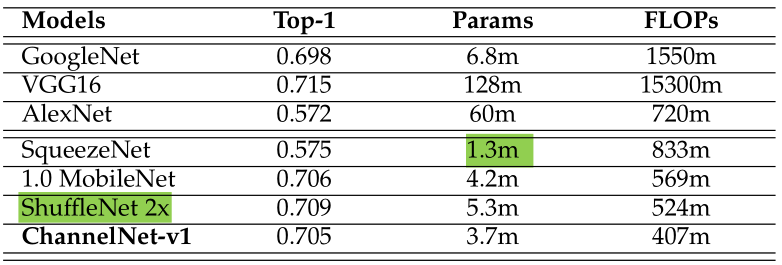 Models Top-1 Params FLOPs
GoogleNet 0.698 6.8m 1550m
VGG16 0.715 128m 15300m
AlexNet 0.572 60m 720m
SqueezeNet 0.575 1.3m 833m
1.0 MobileNet 0.706 4.2m 569m
ShuffleNet 2x 0.709 5.3m 524m
ChannelNet-v1 0.705 3.7m 407m